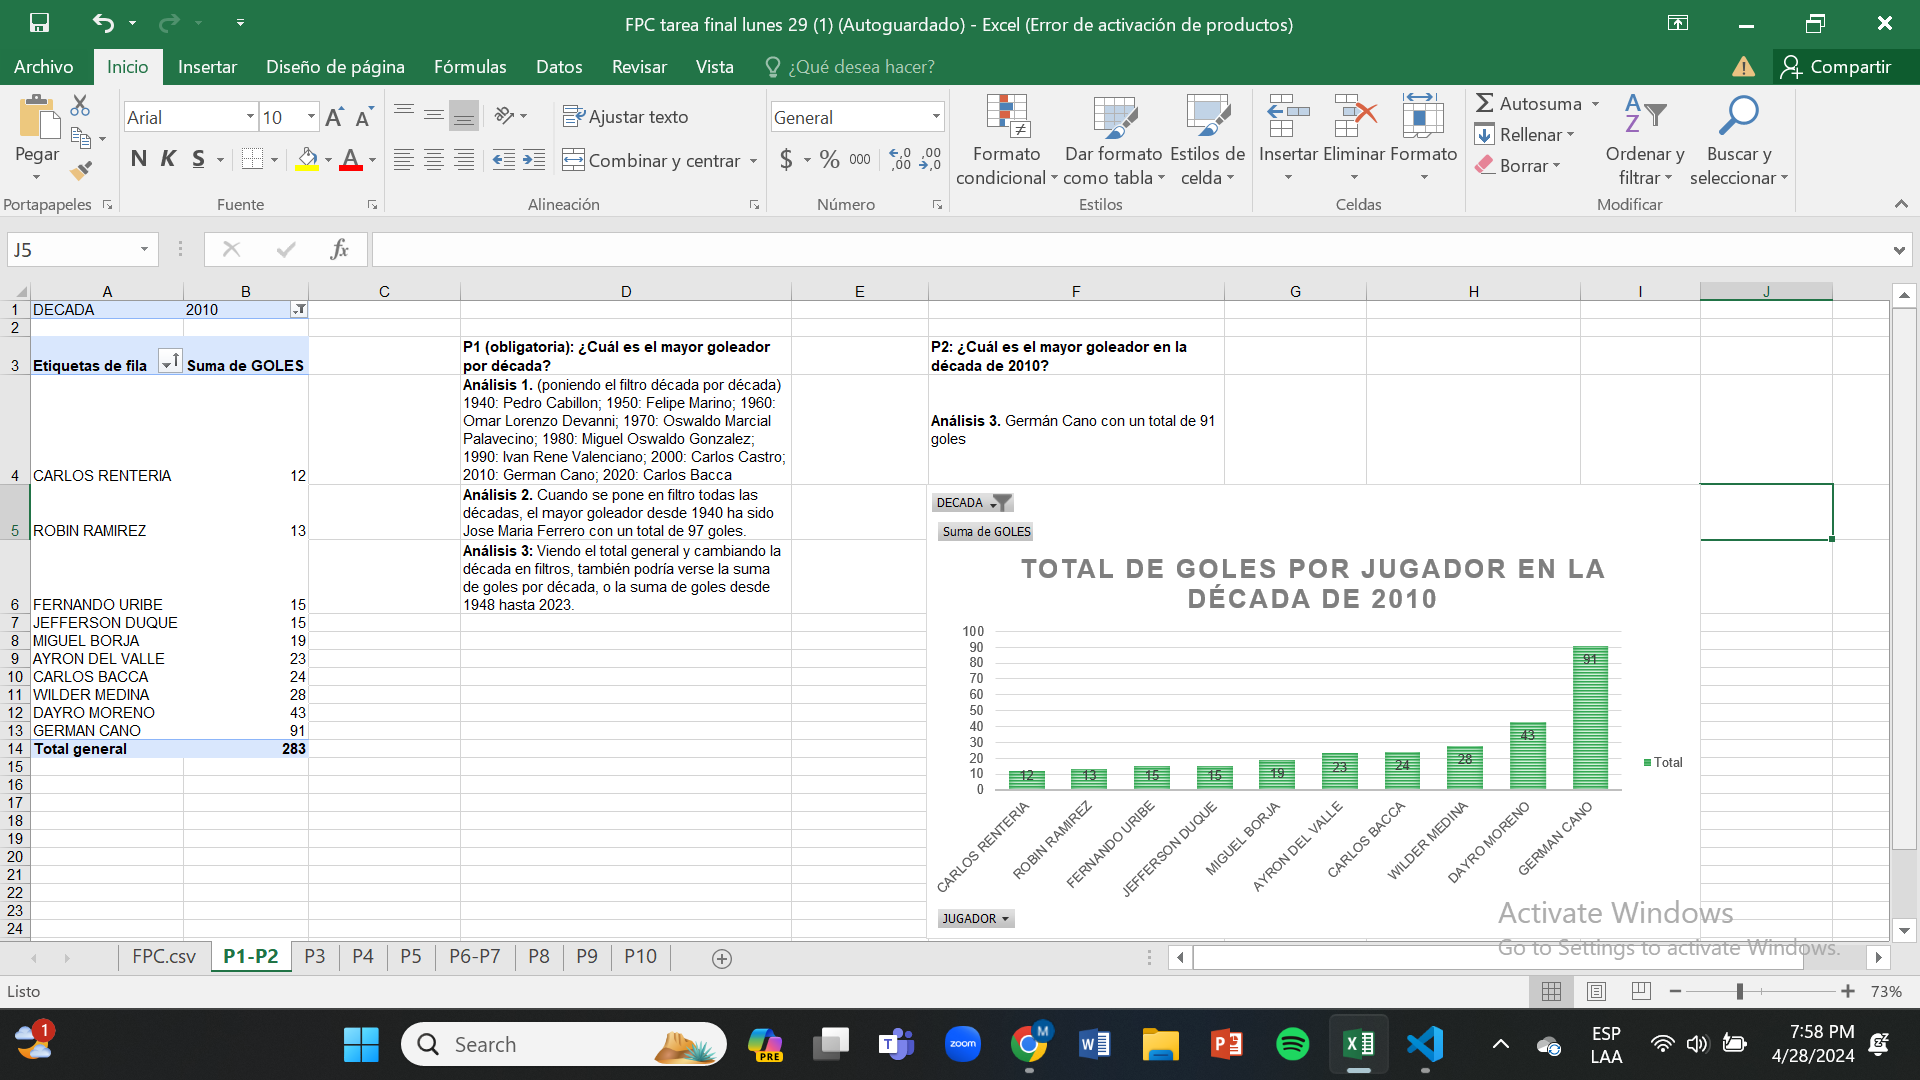 FPC tarea final lunes 29 (1) (Autoguardado) - Excel (Error de activación de productos)
Archivo Inicio Insertar Diseño de página Fórmulas Datos Revisar Vista ¿Qué desea hacer? Compartir
Pegar
Portapapeles
Arial 10
N K S
Fuente
Ajustar texto
Combinar y centrar
Alineación
General
$ % 000
Número
Formato condicional
Dar formato como tabla
Estilos de celda
Estilos
Insertar Eliminar Formato
Celdas
Autosuma
Rellenar
Borrar
Ordenar y filtrar
Buscar y seleccionar
Modificar
J5 fx
A B C D E F G H I J
1 DECADA 2010
2
3 Etiquetas de fila Suma de GOLES
4 CARLOS RENTERIA 12
5 ROBIN RAMIREZ 13
6 FERNANDO URIBE 15
7 JEFFERSON DUQUE 15
8 MIGUEL BORJA 19
9 AYRON DEL VALLE 23
10 CARLOS BACCA 24
11 WILDER MEDINA 28
12 DAYRO MORENO 43
13 GERMAN CANO 91
14 Total general 283
15
16
17
18
19
20
21
22
23
24
P1 (obligatoria): ¿Cuál es el mayor goleador
por década?
Análisis 1. (poniendo el filtro década por década)
1940: Pedro Cabillon; 1950: Felipe Marino; 1960:
Omar Lorenzo Devanni; 1970: Oswaldo Marcial
Palavecino; 1980: Miguel Oswaldo Gonzalez;
1990: Ivan Rene Valenciano; 2000: Carlos Castro;
2010: German Cano; 2020: Carlos Bacca
Análisis 2. Cuando se pone en filtro todas las
décadas, el mayor goleador desde 1940 ha sido
Jose Maria Ferrero con un total de 97 goles.
Análisis 3: Viendo el total general y cambiando la
década en filtros, también podría verse la suma
de goles por década, o la suma de goles desde
1948 hasta 2023.
P2: ¿Cuál es el mayor goleador en la
década de 2010?
Análisis 3. Germán Cano con un total de 91
goles
DECADA
Suma de GOLES
TOTAL DE GOLES POR JUGADOR EN LA
DÉCADA DE 2010
100
90
80
70
60
50
40
30
20
10
0
12 13 15 15 19 23 24 28 43 91
Total
CARLOS RENTERIA
ROBIN RAMIREZ
FERNANDO URIBE
JEFFERSON DUQUE
MIGUEL BORJA
AYRON DEL VALLE
CARLOS BACCA
WILDER MEDINA
DAYRO MORENO
GERMAN CANO
JUGADOR
Activate Windows
Go to Settings to activate Windows.
FPC.csv P1-P2 P3 P4 P5 P6-P7 P8 P9 P10
Listo 73%
1
Search
PRE
zoom
M
ESP
LAA
7:58 PM
4/28/2024